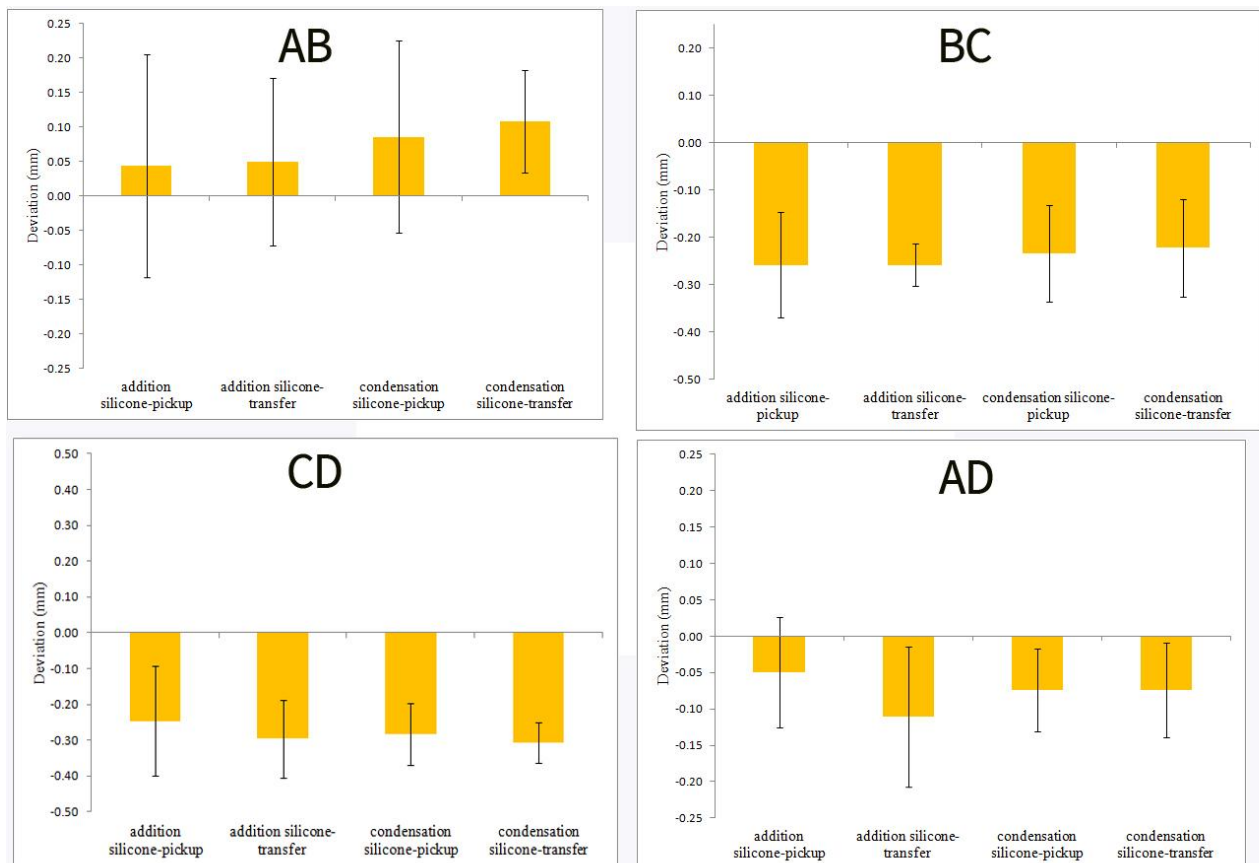 AB
Deviation (mm)
0.25
0.20
0.15
0.10
0.05
0.00
-0.05
-0.10
-0.15
-0.20
-0.25
addition
silicone-pickup
addition silicone-
transfer
condensation
silicone-pickup
condensation
silicone-transfer
BC
Deviation (mm)
0.20
0.10
0.00
-0.10
-0.20
-0.30
-0.40
-0.50
addition silicone-
pickup
addition silicone-
transfer
condensation silicone-
pickup
condensation
silicone-transfer
CD
Deviation (mm)
0.50
0.40
0.30
0.20
0.10
0.00
-0.10
-0.20
-0.30
-0.40
-0.50
addition
silicone-pickup
addition silicone-
transfer
condensation
silicone-pickup
condensation
silicone-transfer
AD
Deviation (mm)
0.25
0.20
0.15
0.10
0.05
0.00
-0.05
-0.10
-0.15
-0.20
-0.25
addition
silicone-pickup
addition silicone-
transfer
condensation
silicone-pickup
condensation
silicone-transfer